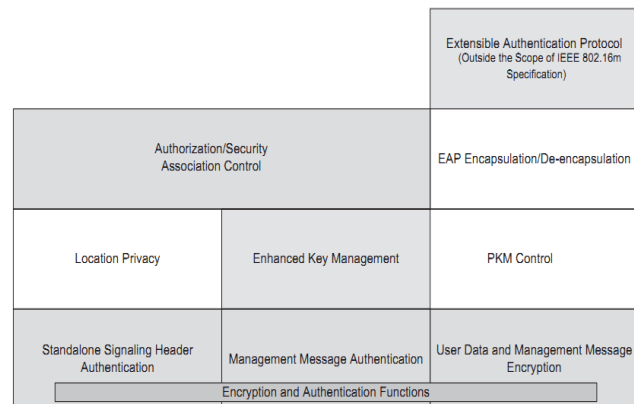 Extensible Authentication Protocol
(Outside the Scope of IEEE 802.16m
Specification)
Authorization/Security
Association Control
EAP Encapsulation/De-encapsulation
Location Privacy
Enhanced Key Management
PKM Control
Standalone Signaling Header
Authentication
Management Message Authentication
User Data and Management Message
Encryption
Encryption and Authentication Functions